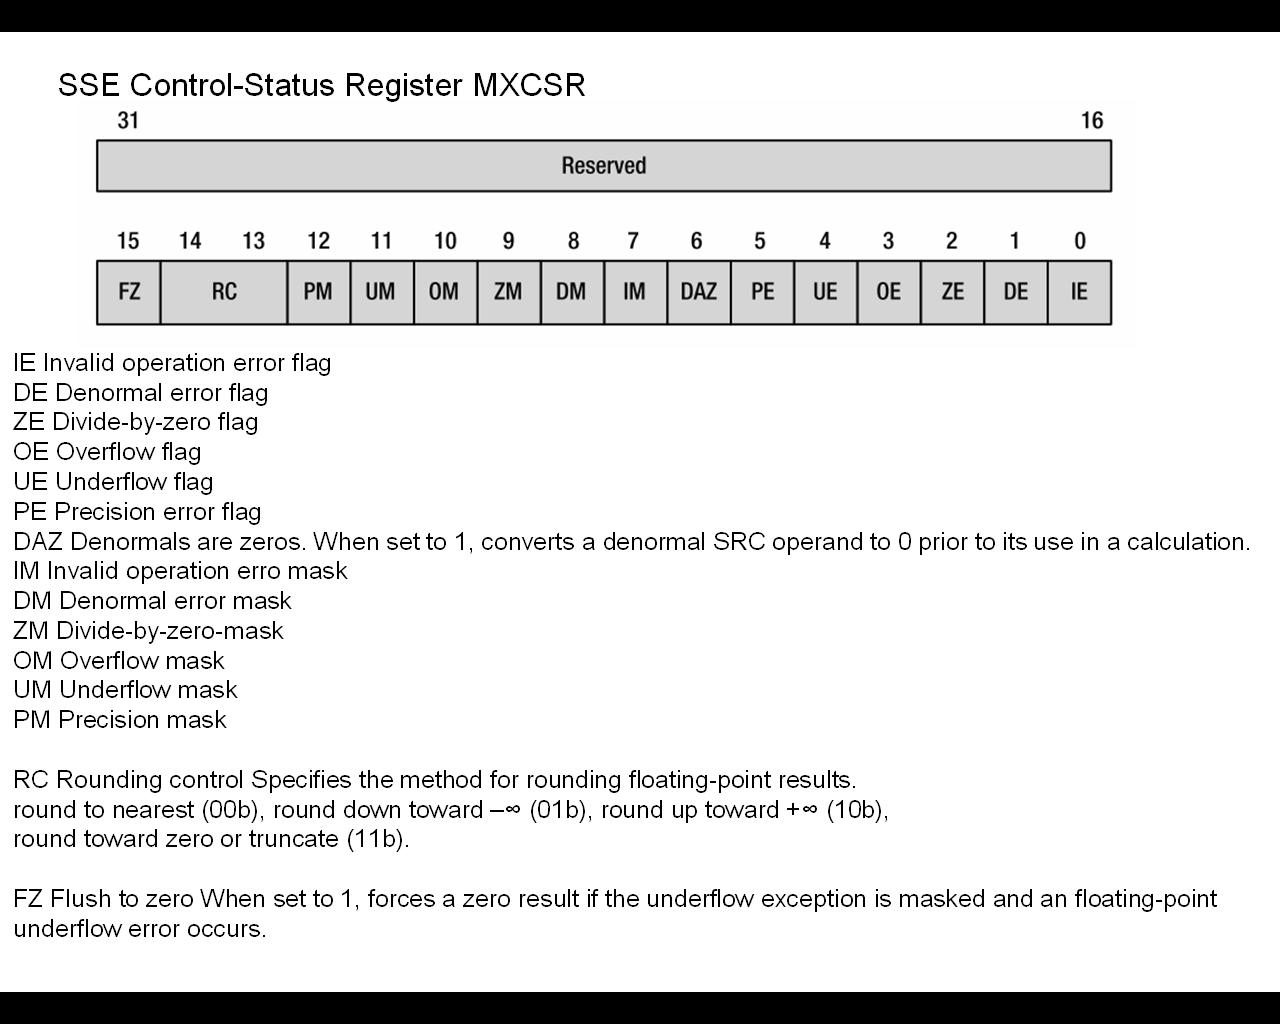 SSE Control-Status Register MXCSR
31 16
Reserved
15 14 13 12 11 10 9 8 7 6 5 4 3 2 1 0
FZ RC PM UM OM ZM DM IM DAZ PE UE OE ZE DE IE
IE Invalid operation error flag
DE Denormal error flag
ZE Divide-by-zero flag
OE Overflow flag
UE Underflow flag
PE Precision error flag
DAZ Denormals are zeros. When set to 1, converts a denormal SRC operand to 0 prior to its use in a calculation.
IM Invalid operation erro mask
DM Denormal error mask
ZM Divide-by-zero-mask
OM Overflow mask
UM Underflow mask
PM Precision mask
RC Rounding control Specifies the method for rounding floating-point results.
round to nearest (00b), round down toward –∞ (01b), round up toward +∞ (10b),
round toward zero or truncate (11b).
FZ Flush to zero When set to 1, forces a zero result if the underflow exception is masked and an floating-point
underflow error occurs.